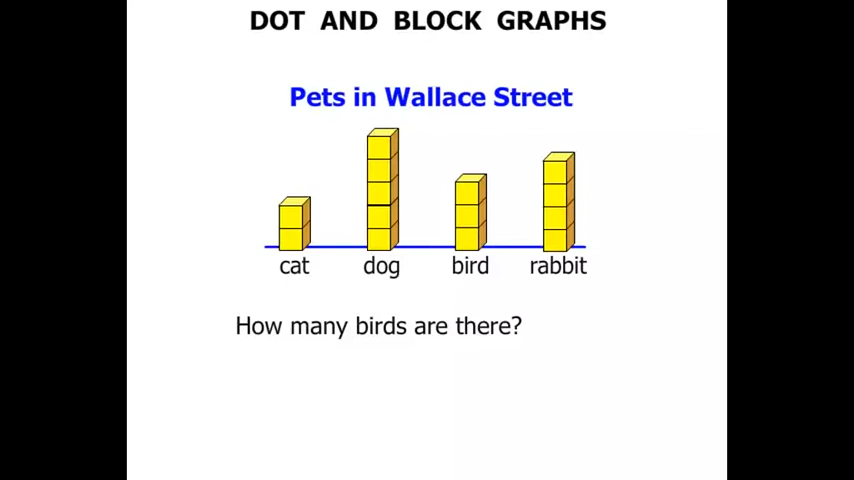 DOT AND BLOCK GRAPHS
Pets in Wallace Street
cat dog bird rabbit
How many birds are there?